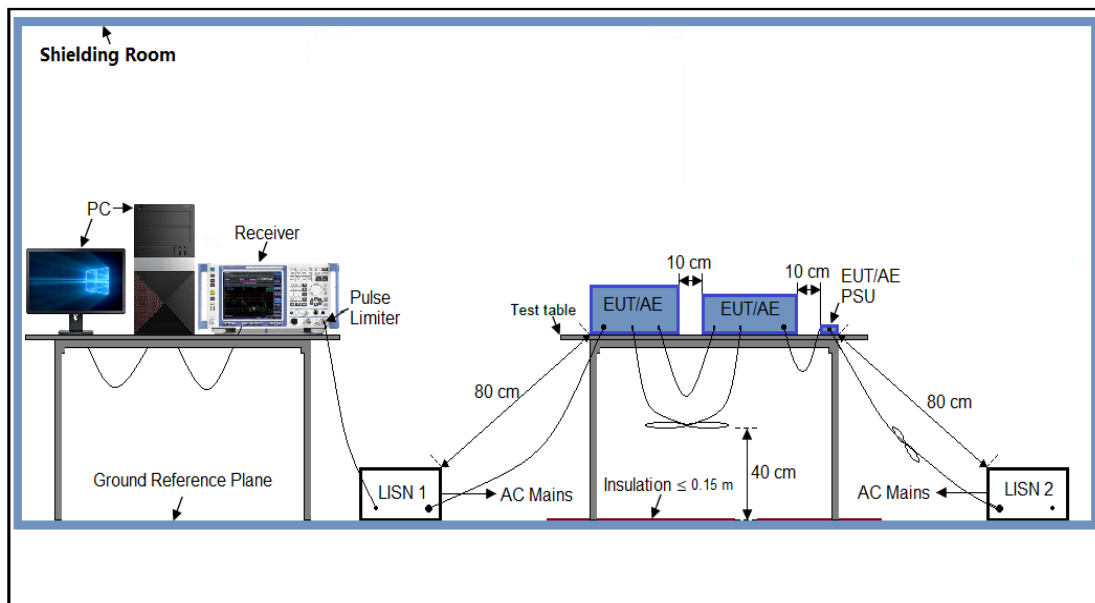 Shielding Room
PC
Receiver
Pulse
Limiter
10 cm
10 cm
EUT/AE
PSU
EUT/AE
EUT/AE
Test table
80 cm
80 cm
40 cm
Ground Reference Plane
LISN 1
AC Mains
Insulation ≤ 0.15 m
AC Mains
LISN 2